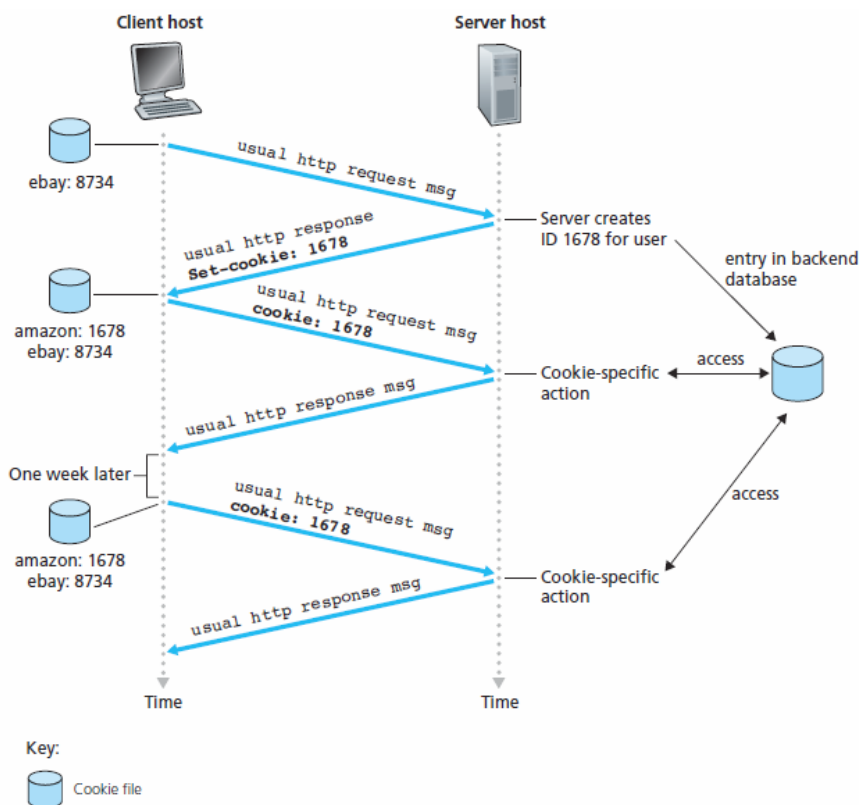 Client host
Server host
ebay: 8734
usual http request msg
Server creates
ID 1678 for user
entry in backend
database
usual http response
Set-cookie: 1678
amazon: 1678
ebay: 8734
usual http request msg
cookie: 1678
Cookie-specific
action
access
usual http response msg
One week later
access
amazon: 1678
ebay: 8734
usual http request msg
cookie: 1678
Cookie-specific
action
usual http response msg
Time
Time
Key:
Cookie file